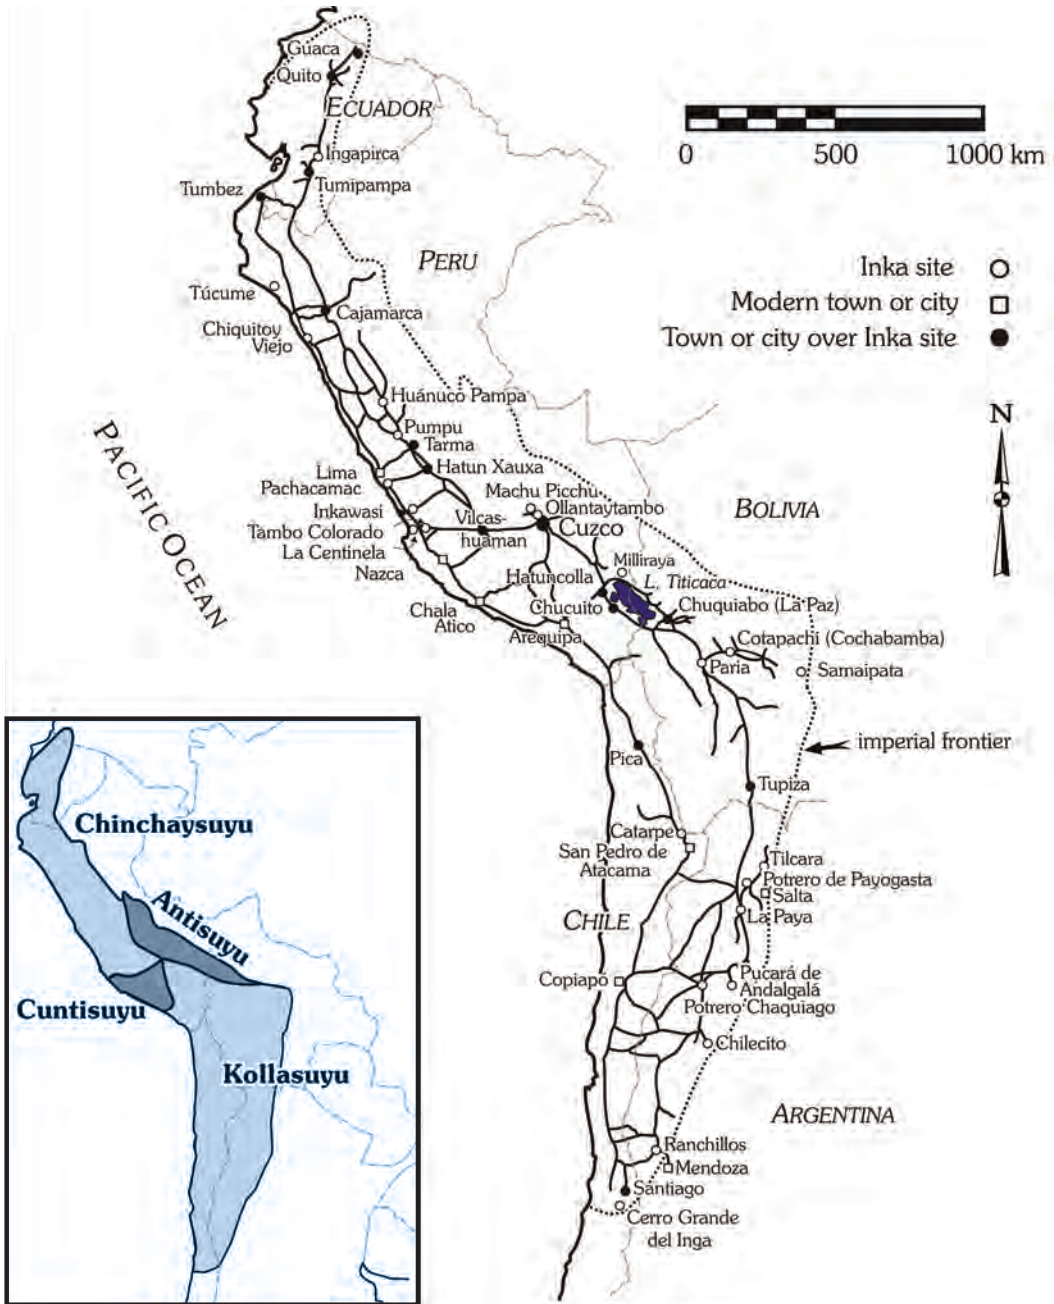 Guaca
Quito
ECUADOR
Ingapirca
Tumipampa
Tumbez
PERU
Túcume
Cajamarca
Chiquitoy
Viejo
Huánuco Pampa
Pumpu
Tarma
Hatun Xauxa
Lima
Pachacamac
Inkawasi
Tambo Colorado
La Centinela
Nazca
Vilcas-
huaman
Machu Picchu
Ollantaytambo
Cuzco
Milliraya
L. Titicaca
Hatuncolla
Chucuito
Chuquiabo (La Paz)
Chala
Atico
Arequipa
Cotapachi (Cochabamba)
Paria
Samaipata
BOLIVIA
PACIFIC OCEAN
0 500 1000 km
Inka site
Modern town or city
Town or city over Inka site
N
imperial frontier
Pica
Tupiza
Catarpe
San Pedro de
Atacama
Tilcara
Potrero de Payogasta
Salta
La Paya
CHILE
Copiapó
Pucará de
Andalgalá
Potrero Chaquiago
Chilecito
ARGENTINA
Ranchillos
Mendoza
Santiago
Cerro Grande
del Inga
Chinchaysuyu
Antisuyu
Cuntisuyu
Kollasuyu